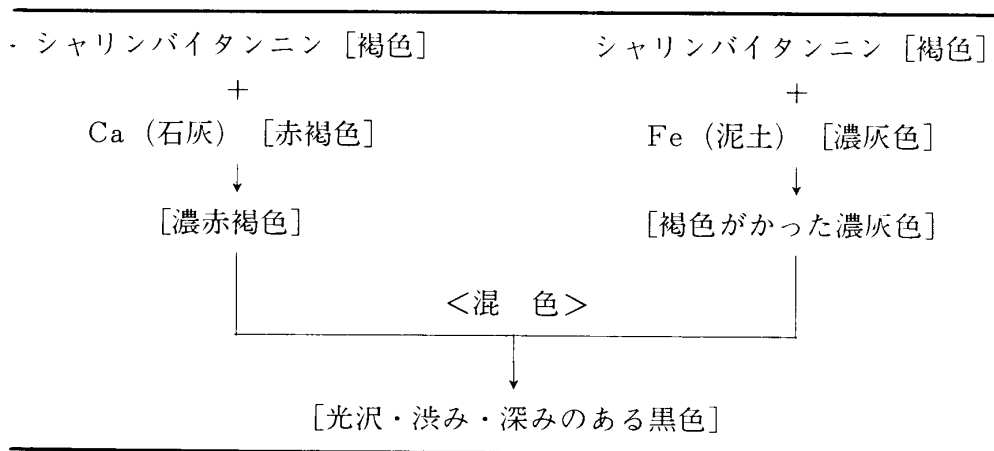 シャリンバイタンニン［褐色］　シャリンバイタンニン［褐色］
＋　＋
Ca（石灰）［赤褐色］　Fe（泥土）［濃灰色］
↓　↓
［濃赤褐色］　［褐色がかった濃灰色］
＜混　色＞
↓
［光沢・渋み・深みのある黒色］